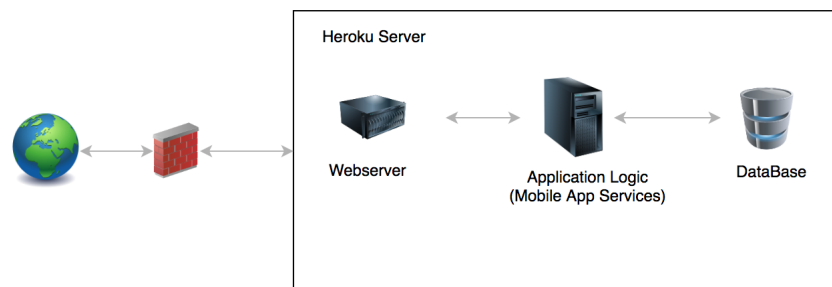 Heroku Server
Webserver
Application Logic
(Mobile App Services)
DataBase